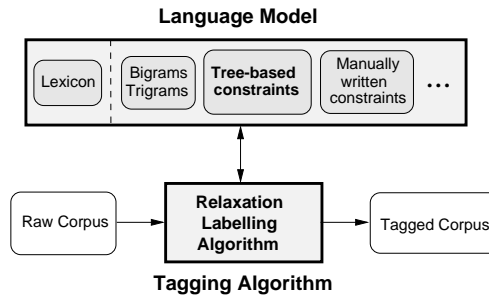 Language Model
Lexicon
Bigrams
Trigrams
Tree-based
constraints
Manually
written
constraints
...
Raw Corpus
Relaxation
Labelling
Algorithm
Tagged Corpus
Tagging Algorithm